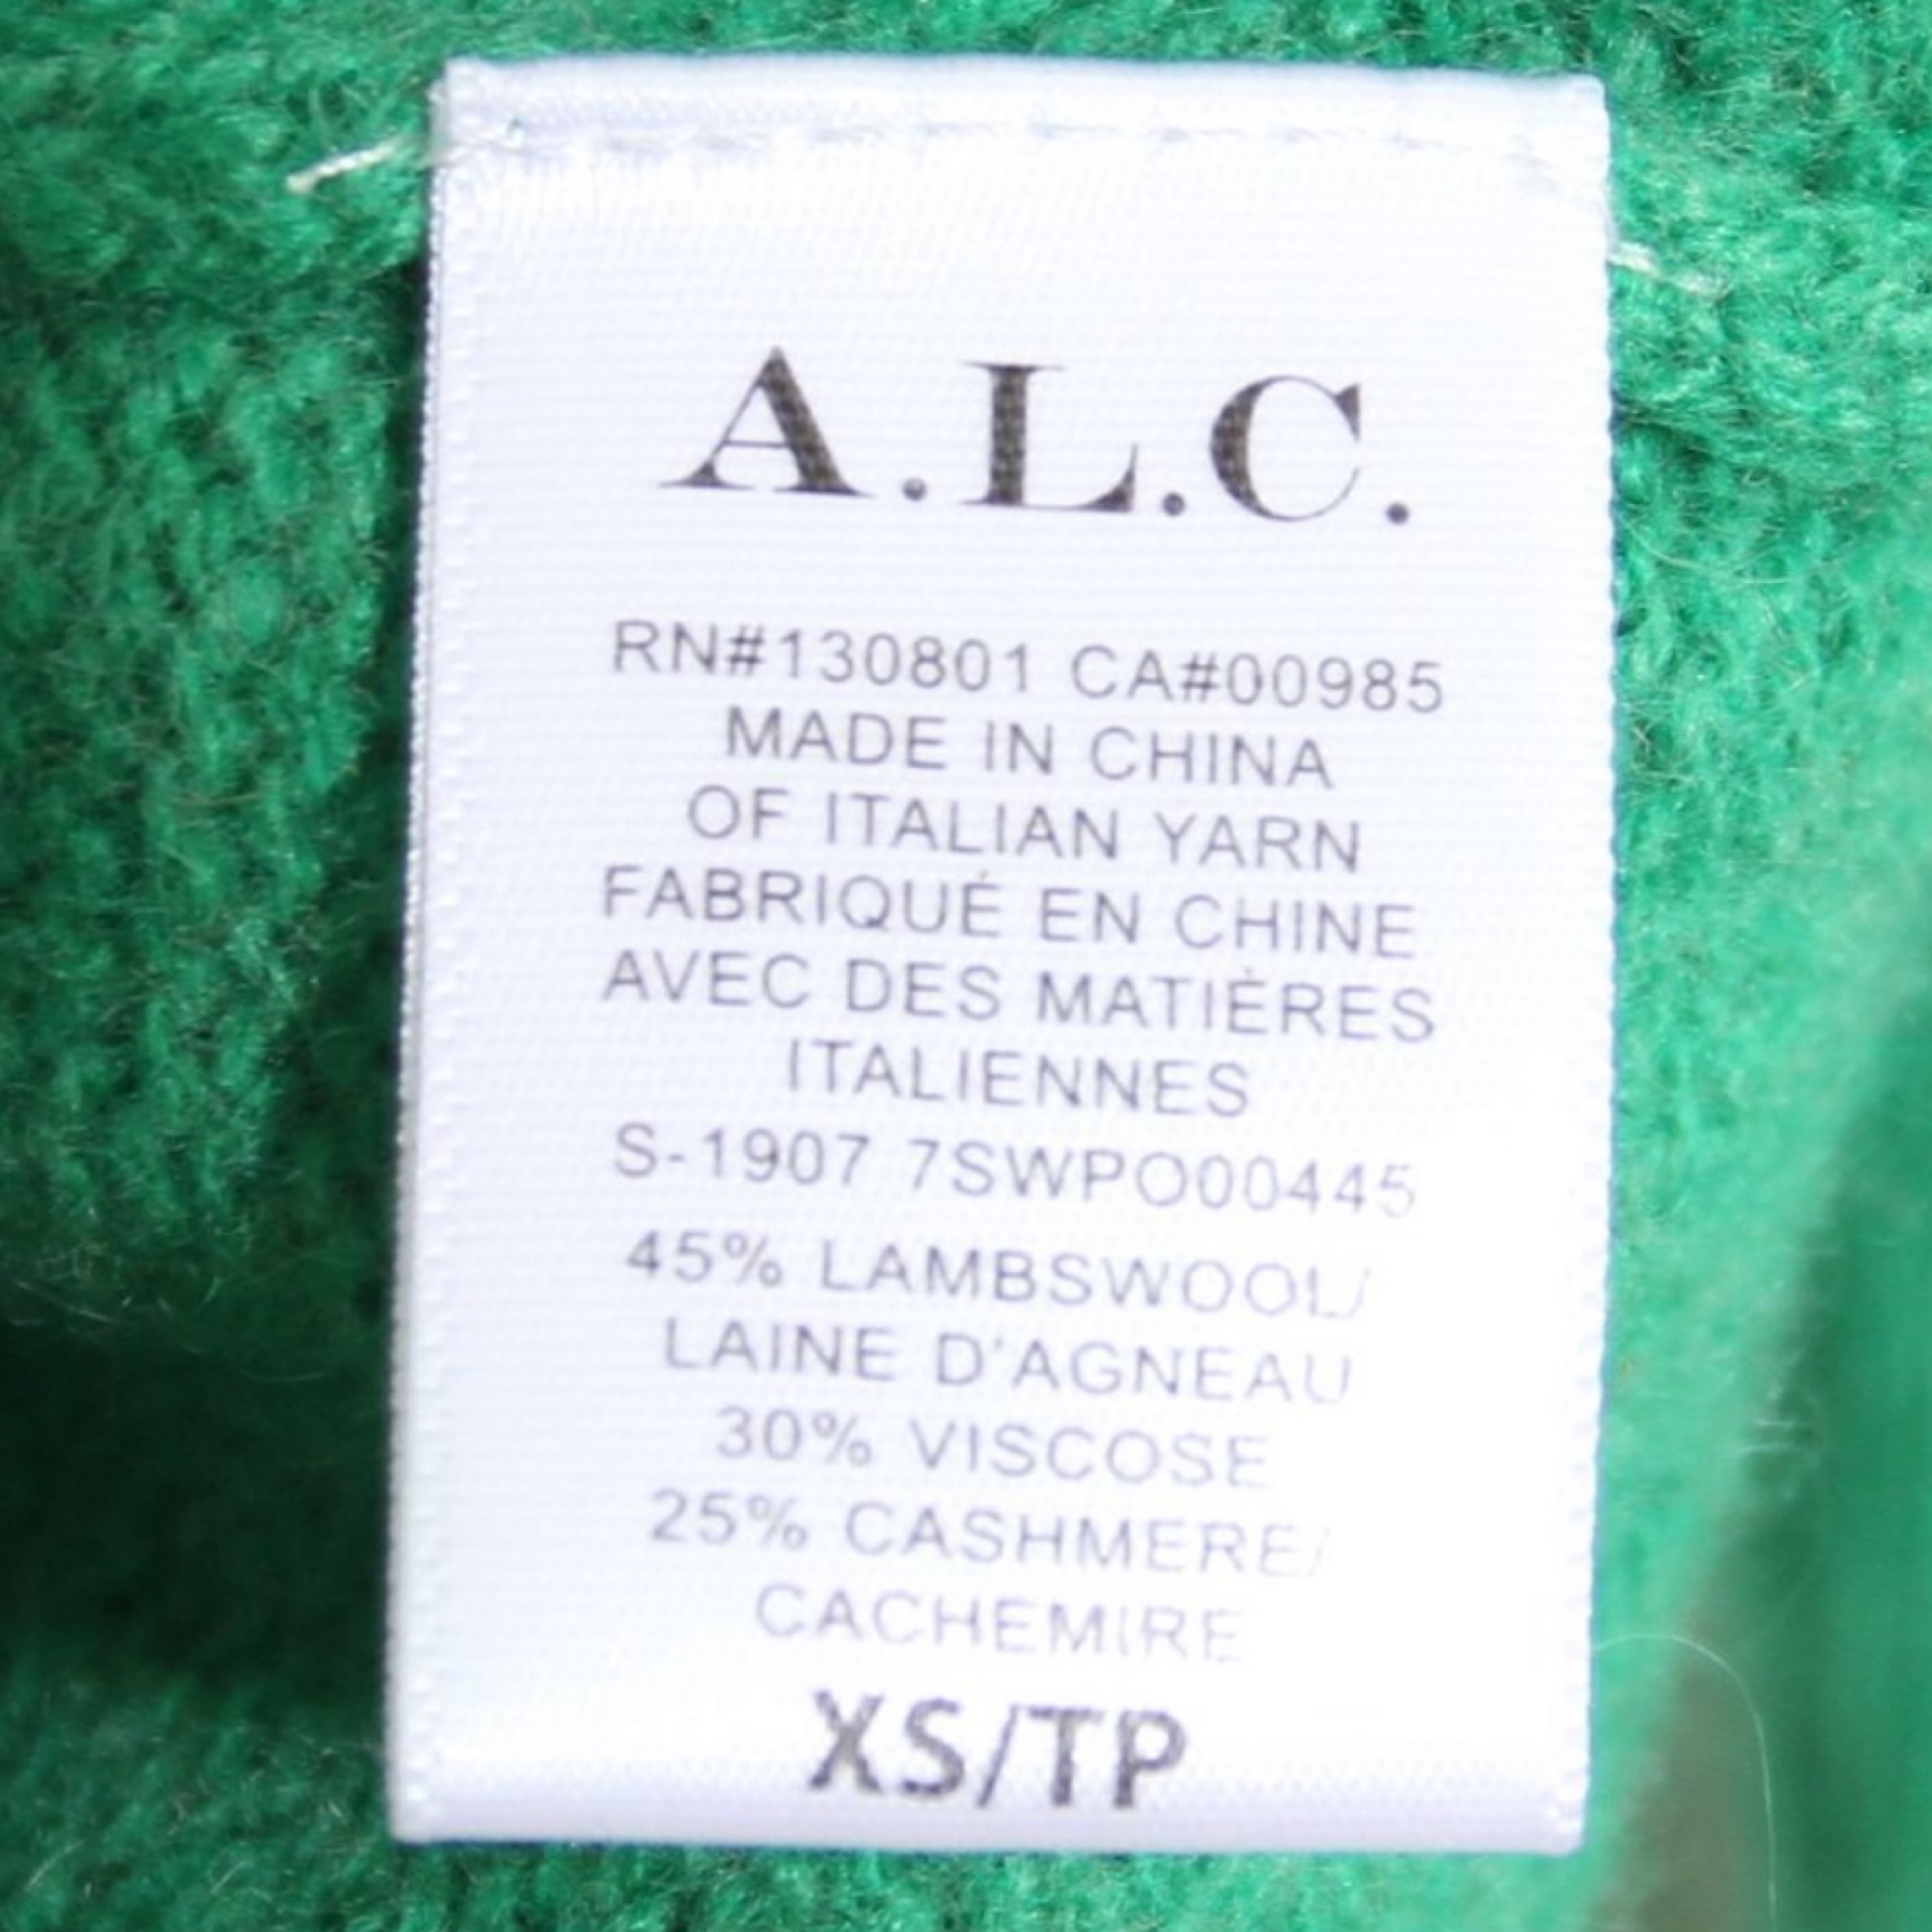 A.L.C.
RN#130801 CA#00985
MADE IN CHINA
OF ITALIAN YARN
FABRIQUÉ EN CHINE
AVEC DES MATIÈRES
ITALIENNES
S-1907 7SWPO00445
45% LAMBSWOOL/
LAINE D'AGNEAU
30% VISCOSE
25% CASHMERE/
CACHEMIRE
XS/TP